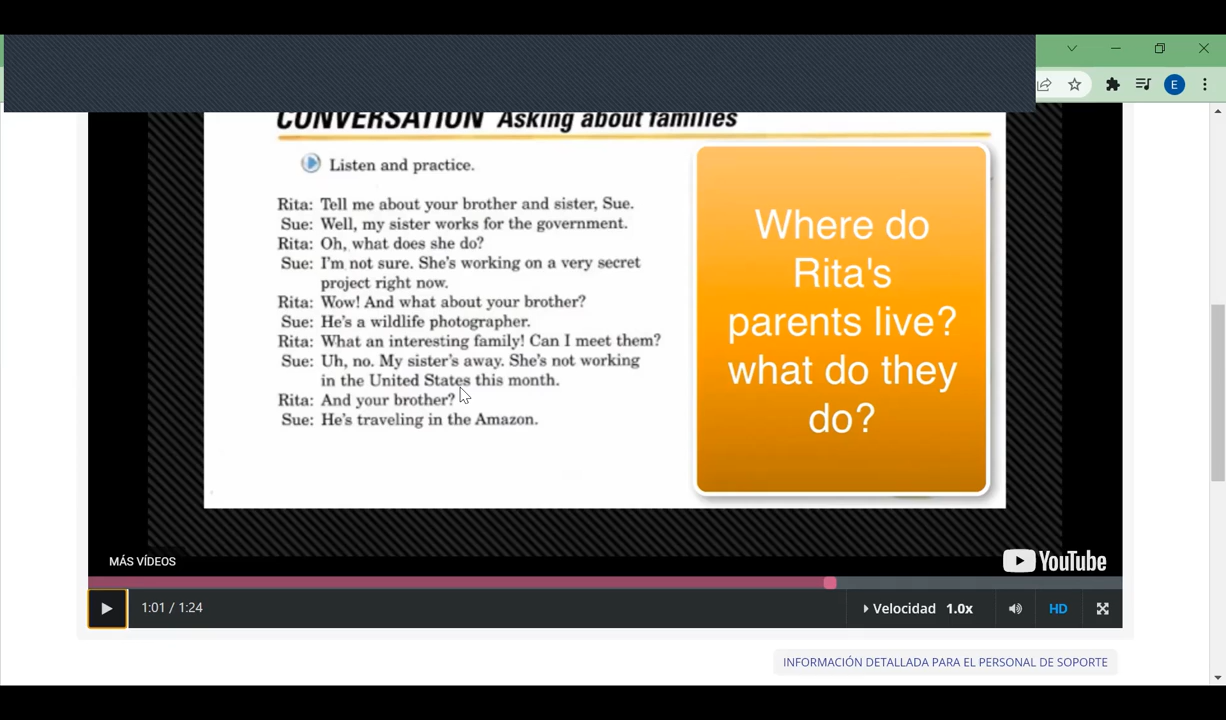 E
CONVERSATION Asking about families
Listen and practice.
Rita: Tell me about your brother and sister, Sue.
Sue: Well, my sister works for the government.
Rita: Oh, what does she do?
Sue: I'm not sure. She's working on a very secret
project right now.
Rita: Wow! And what about your brother?
Sue: He's a wildlife photographer.
Rita: What an interesting family! Can I meet them?
Sue: Uh, no. My sister's away. She's not working
in the United States this month.
Rita: And your brother?
Sue: He's traveling in the Amazon.
Where do
Rita's
parents live?
what do they
do?
MÁS VÍDEOS
YouTube
1:01 / 1:24
Velocidad 1.0x
HD
INFORMACIÓN DETALLADA PARA EL PERSONAL DE SOPORTE